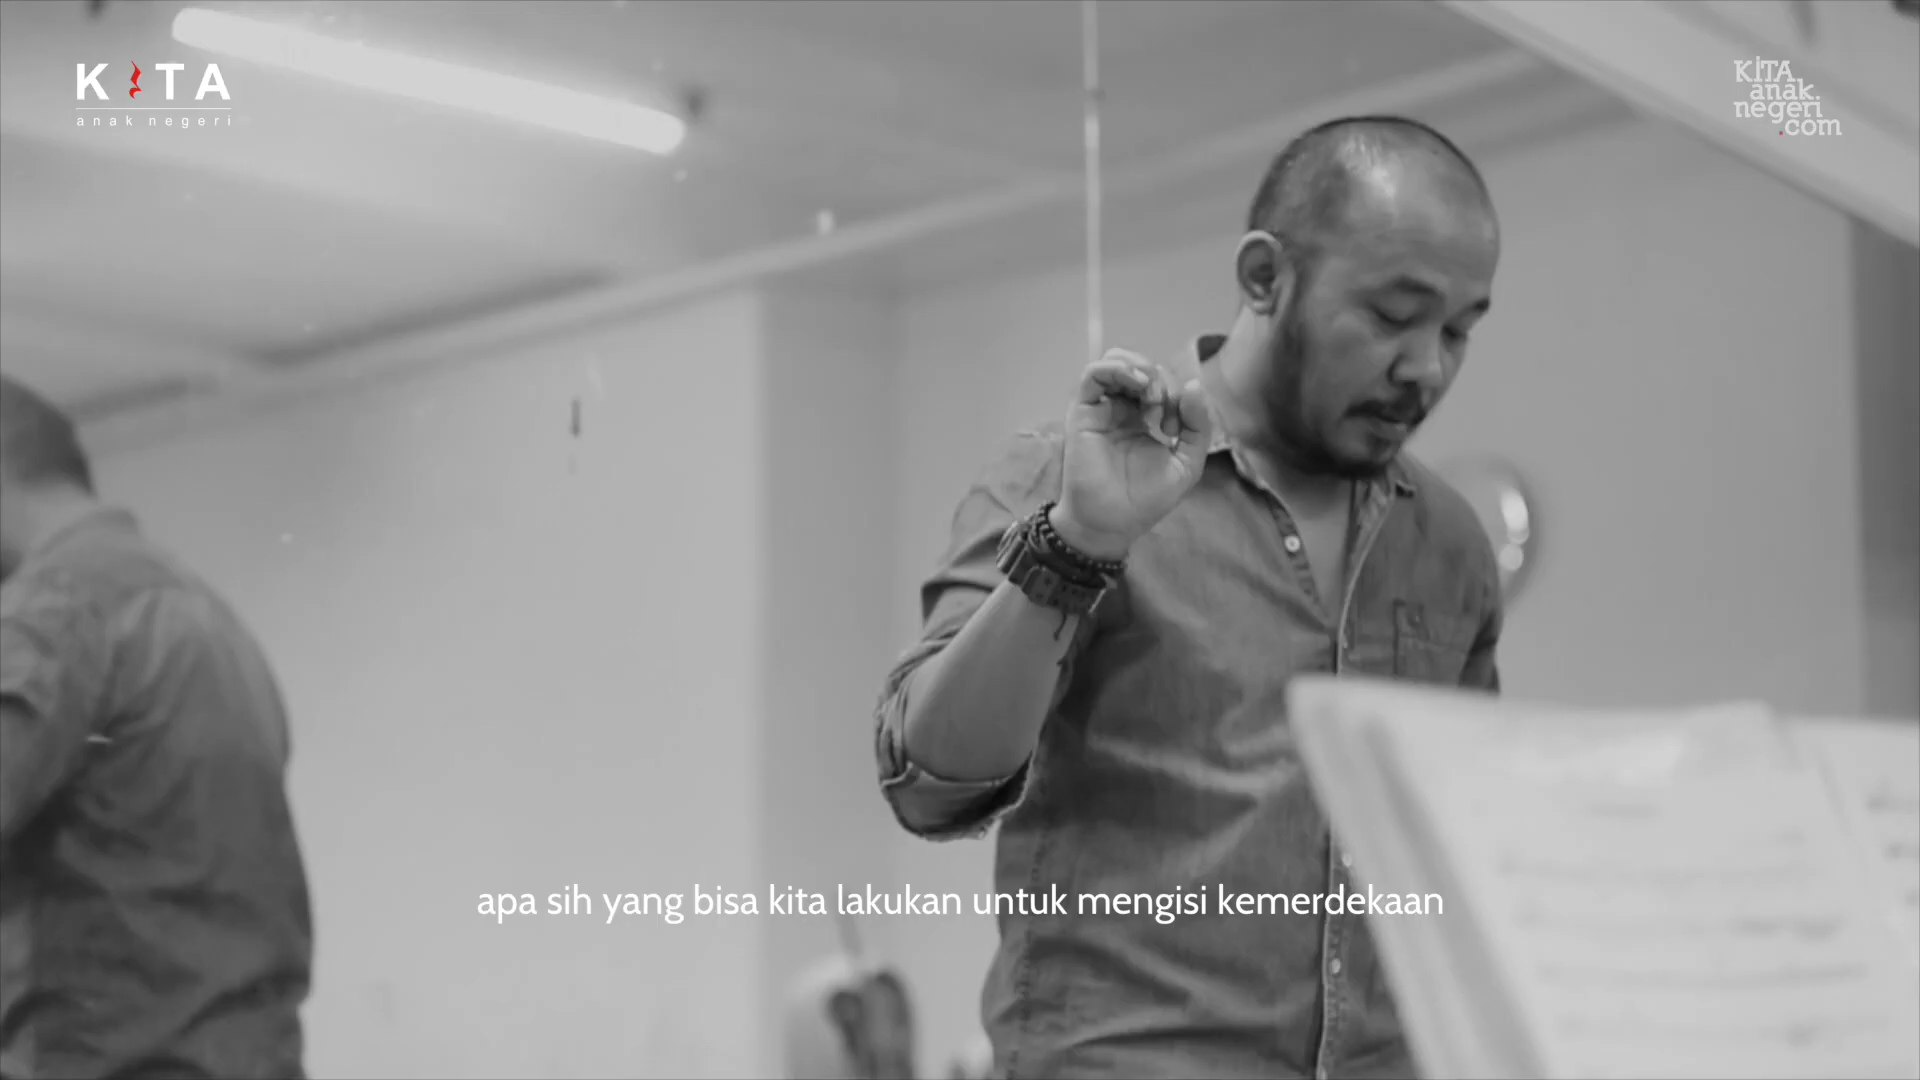 KITA
anak negeri
KITA
anak
negeri
.com
apa sih yang bisa kita lakukan untuk mengisi kemerdekaan